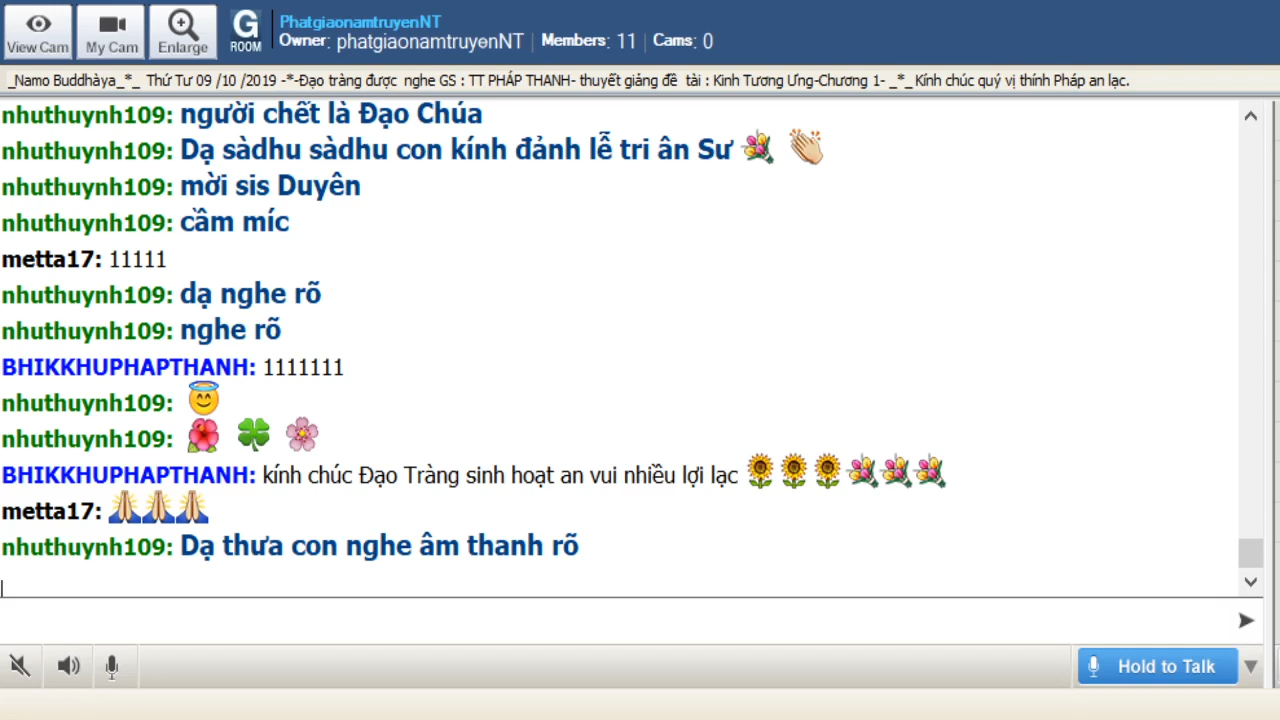 View Cam
My Cam
Enlarge
G
ROOM
PhatgiaonamtruyenNT
Owner: phatgiaonamtruyenNT | Members: 11 | Cams: 0
_Namo Buddhàya_*_ Thứ Tư 09 /10 /2019 -*-Đạo tràng được nghe GS : TT PHÁP THANH- thuyết giảng đề tài : Kinh Tương Ưng-Chương 1- _*_ Kính chúc quý vị thính Pháp an lạc.
nhuthuynh109: người chết là Đạo Chúa
nhuthuynh109: Dạ sàdhu sàdhu con kính đảnh lễ tri ân Sư
nhuthuynh109: mời sis Duyên
nhuthuynh109: cầm míc
metta17: 11111
nhuthuynh109: dạ nghe rõ
nhuthuynh109: nghe rõ
BHIKKHUPHAPTHANH: 1111111
nhuthuynh109:
nhuthuynh109:
BHIKKHUPHAPTHANH: kính chúc Đạo Tràng sinh hoạt an vui nhiều lợi lạc
metta17:
nhuthuynh109: Dạ thưa con nghe âm thanh rõ
Hold to Talk